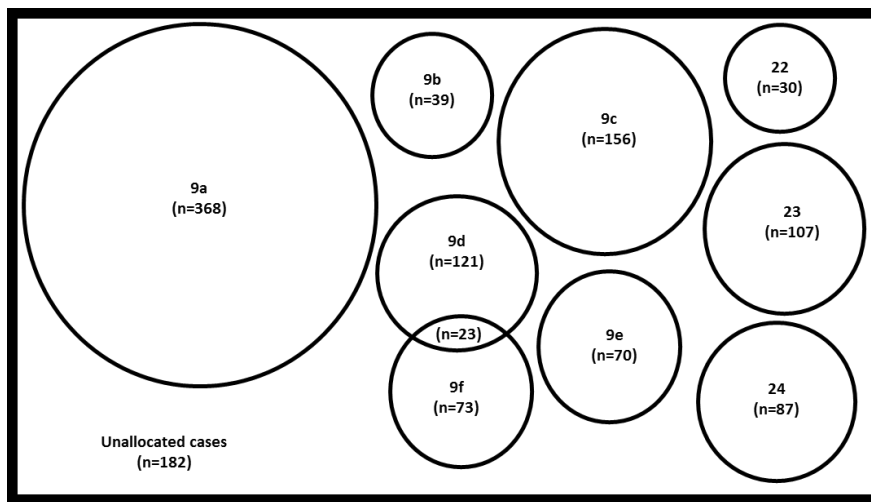 9a
(n=368)
9b
(n=39)
9c
(n=156)
22
(n=30)
9d
(n=121)
23
(n=107)
(n=23)
9e
(n=70)
9f
(n=73)
24
(n=87)
Unallocated cases
(n=182)